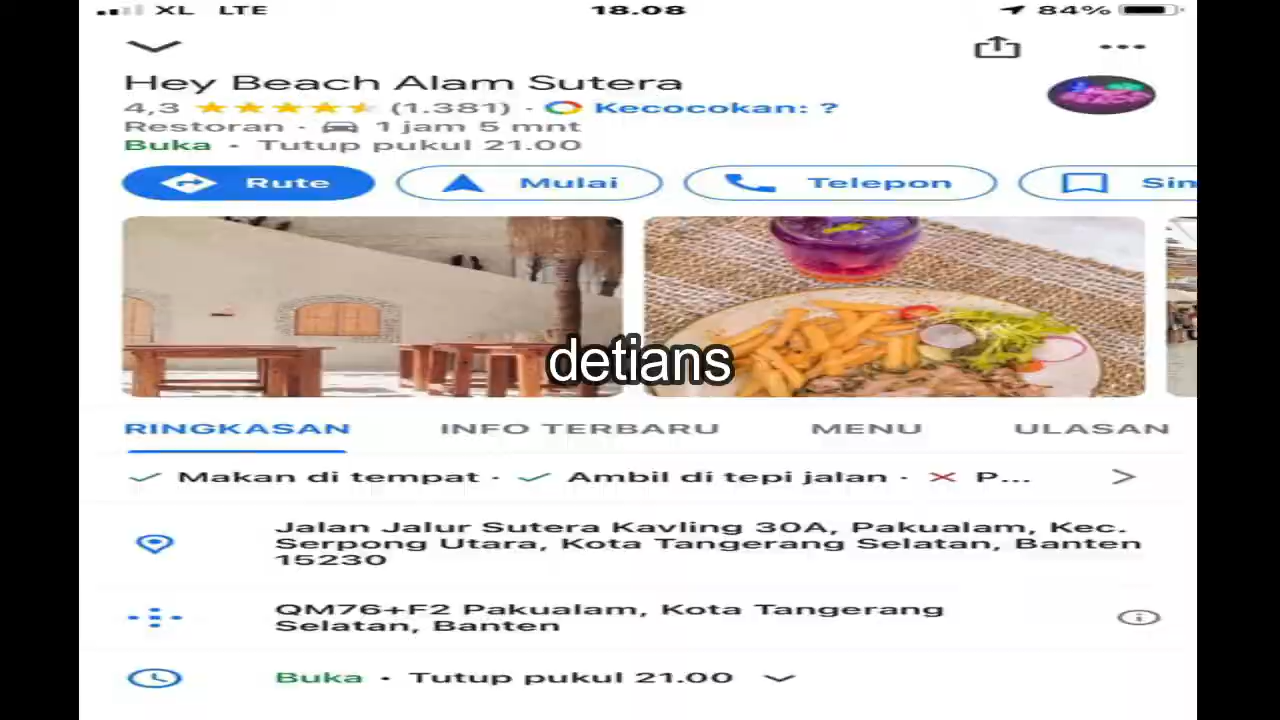 XL LTE 18.08 84%
Hey Beach Alam Sutera
4,3 (1.381) · Kecocokan: ?
Restoran · 1 jam 5 mnt
Buka · Tutup pukul 21.00
Rute Mulai Telepon Sin
detians
RINGKASAN INFO TERBARU MENU ULASAN
Makan di tempat · Ambil di tepi jalan · P...
Jalan Jalur Sutera Kavling 30A, Pakualam, Kec.
Serpong Utara, Kota Tangerang Selatan, Banten
15230
QM76+F2 Pakualam, Kota Tangerang
Selatan, Banten
Buka · Tutup pukul 21.00